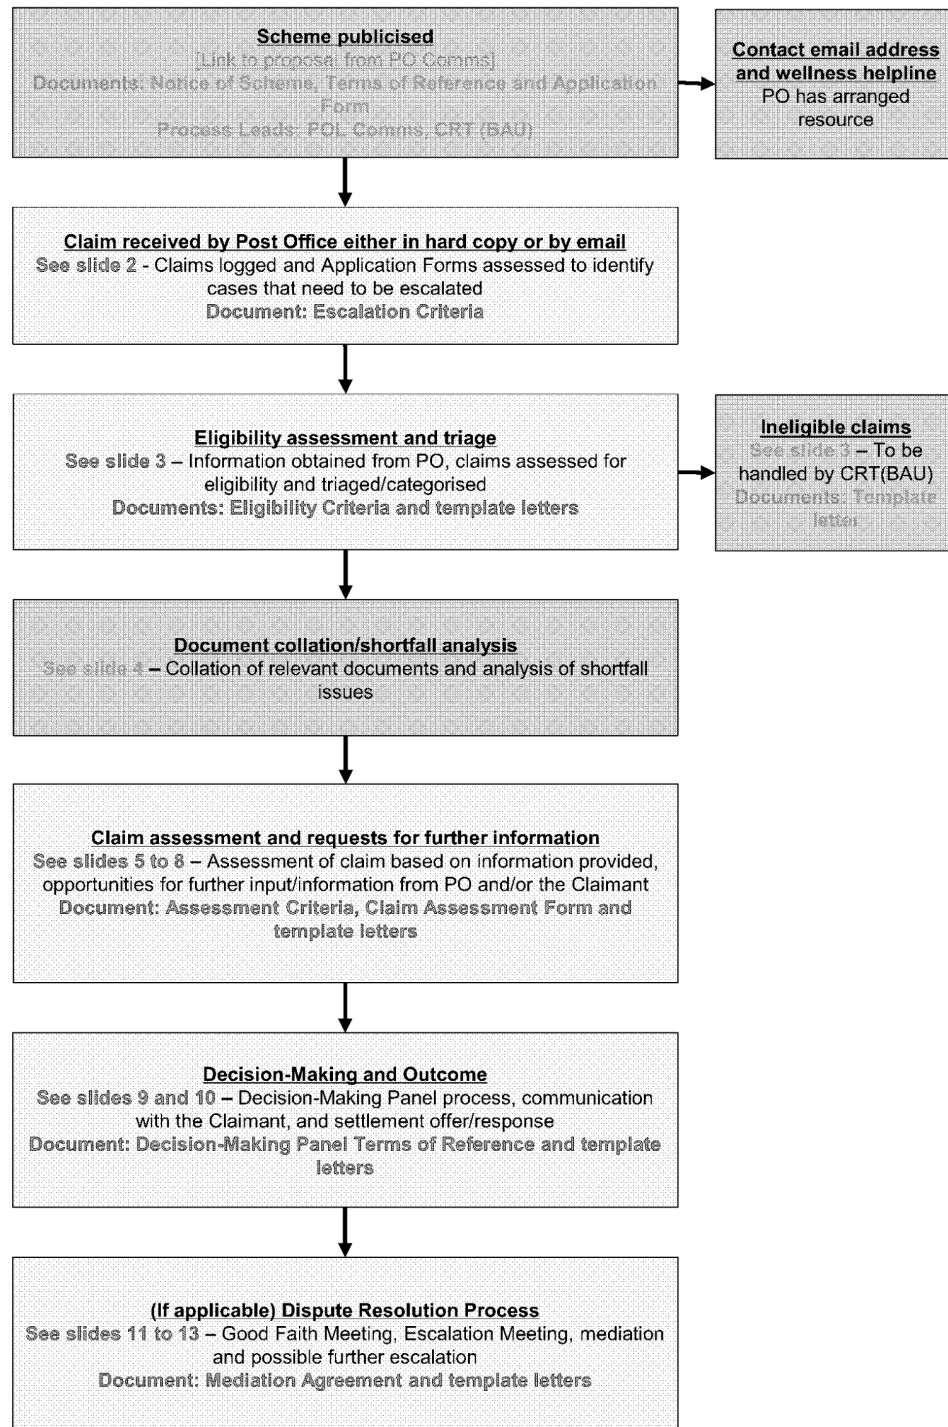 Scheme publicised
[Link to proposal from PO Comms]
Documents: Notice of Scheme, Terms of Reference and Application
Form
Process Leads: POL Comms, CRT (BAU)
Contact email address
and wellness helpline
PO has arranged
resource
Claim received by Post Office either in hard copy or by email
See slide 2 - Claims logged and Application Forms assessed to identify
cases that need to be escalated
Document: Escalation Criteria
Eligibility assessment and triage
See slide 3 – Information obtained from PO, claims assessed for
eligibility and triaged/categorised
Documents: Eligibility Criteria and template letters
Ineligible claims
See slide 3 – To be
handled by CRT(BAU)
Documents: Template
letter
Document collation/shortfall analysis
See slide 4 – Collation of relevant documents and analysis of shortfall
issues
Claim assessment and requests for further information
See slides 5 to 8 – Assessment of claim based on information provided,
opportunities for further input/information from PO and/or the Claimant
Document: Assessment Criteria, Claim Assessment Form and
template letters
Decision-Making and Outcome
See slides 9 and 10 – Decision-Making Panel process, communication
with the Claimant, and settlement offer/response
Document: Decision-Making Panel Terms of Reference and template
letters
(If applicable) Dispute Resolution Process
See slides 11 to 13 – Good Faith Meeting, Escalation Meeting, mediation
and possible further escalation
Document: Mediation Agreement and template letters